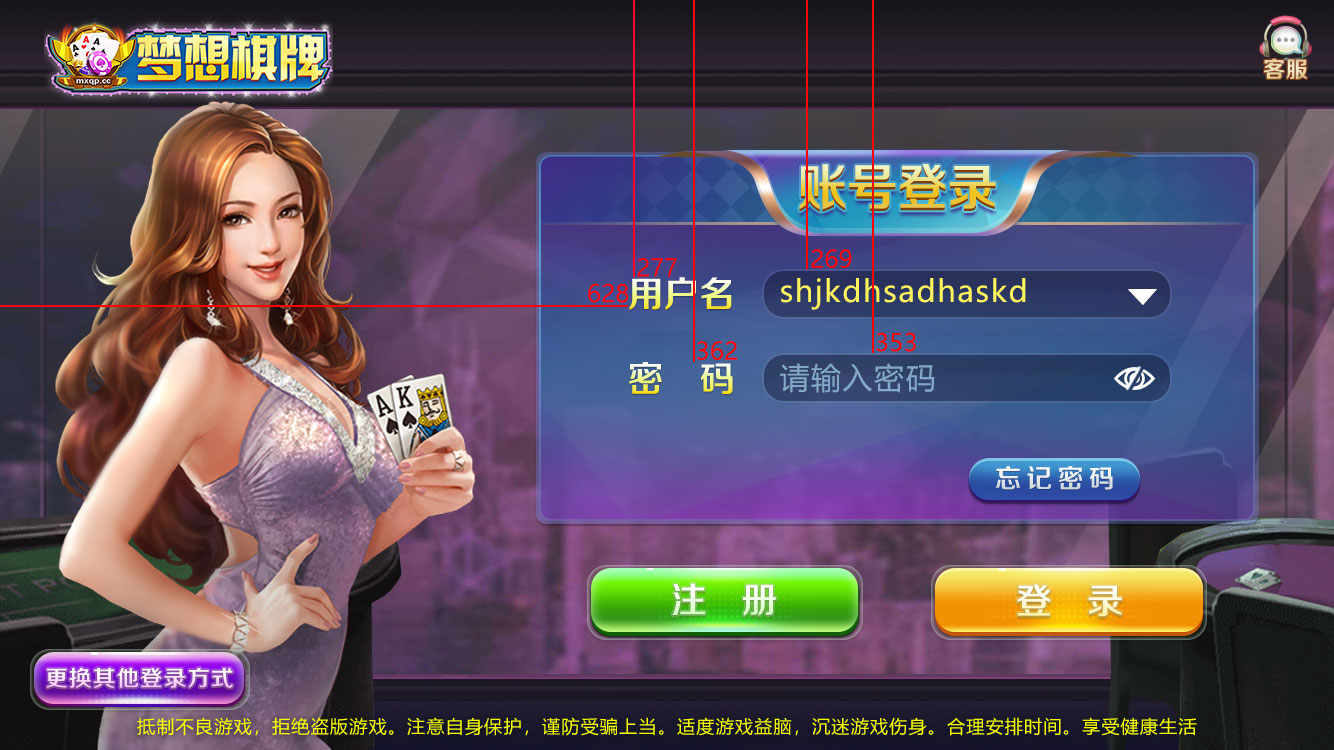 梦想棋牌
mxqp.cc
客服
账号登录
269
277
628
用户名 shjkdhsadhaskd
353
362
密 码 请输入密码
A K
忘记密码
注 册 登 录
更换其他登录方式
抵制不良游戏，拒绝盗版游戏。注意自身保护，谨防受骗上当。适度游戏益脑，沉迷游戏伤身。合理安排时间。享受健康生活